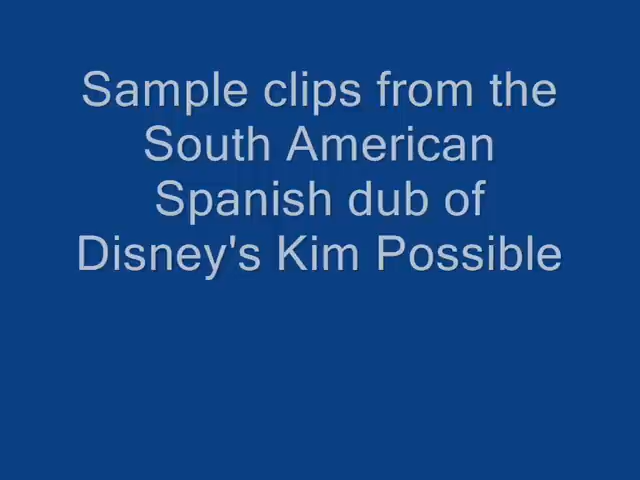 Sample clips from the
South American
Spanish dub of
Disney's Kim Possible